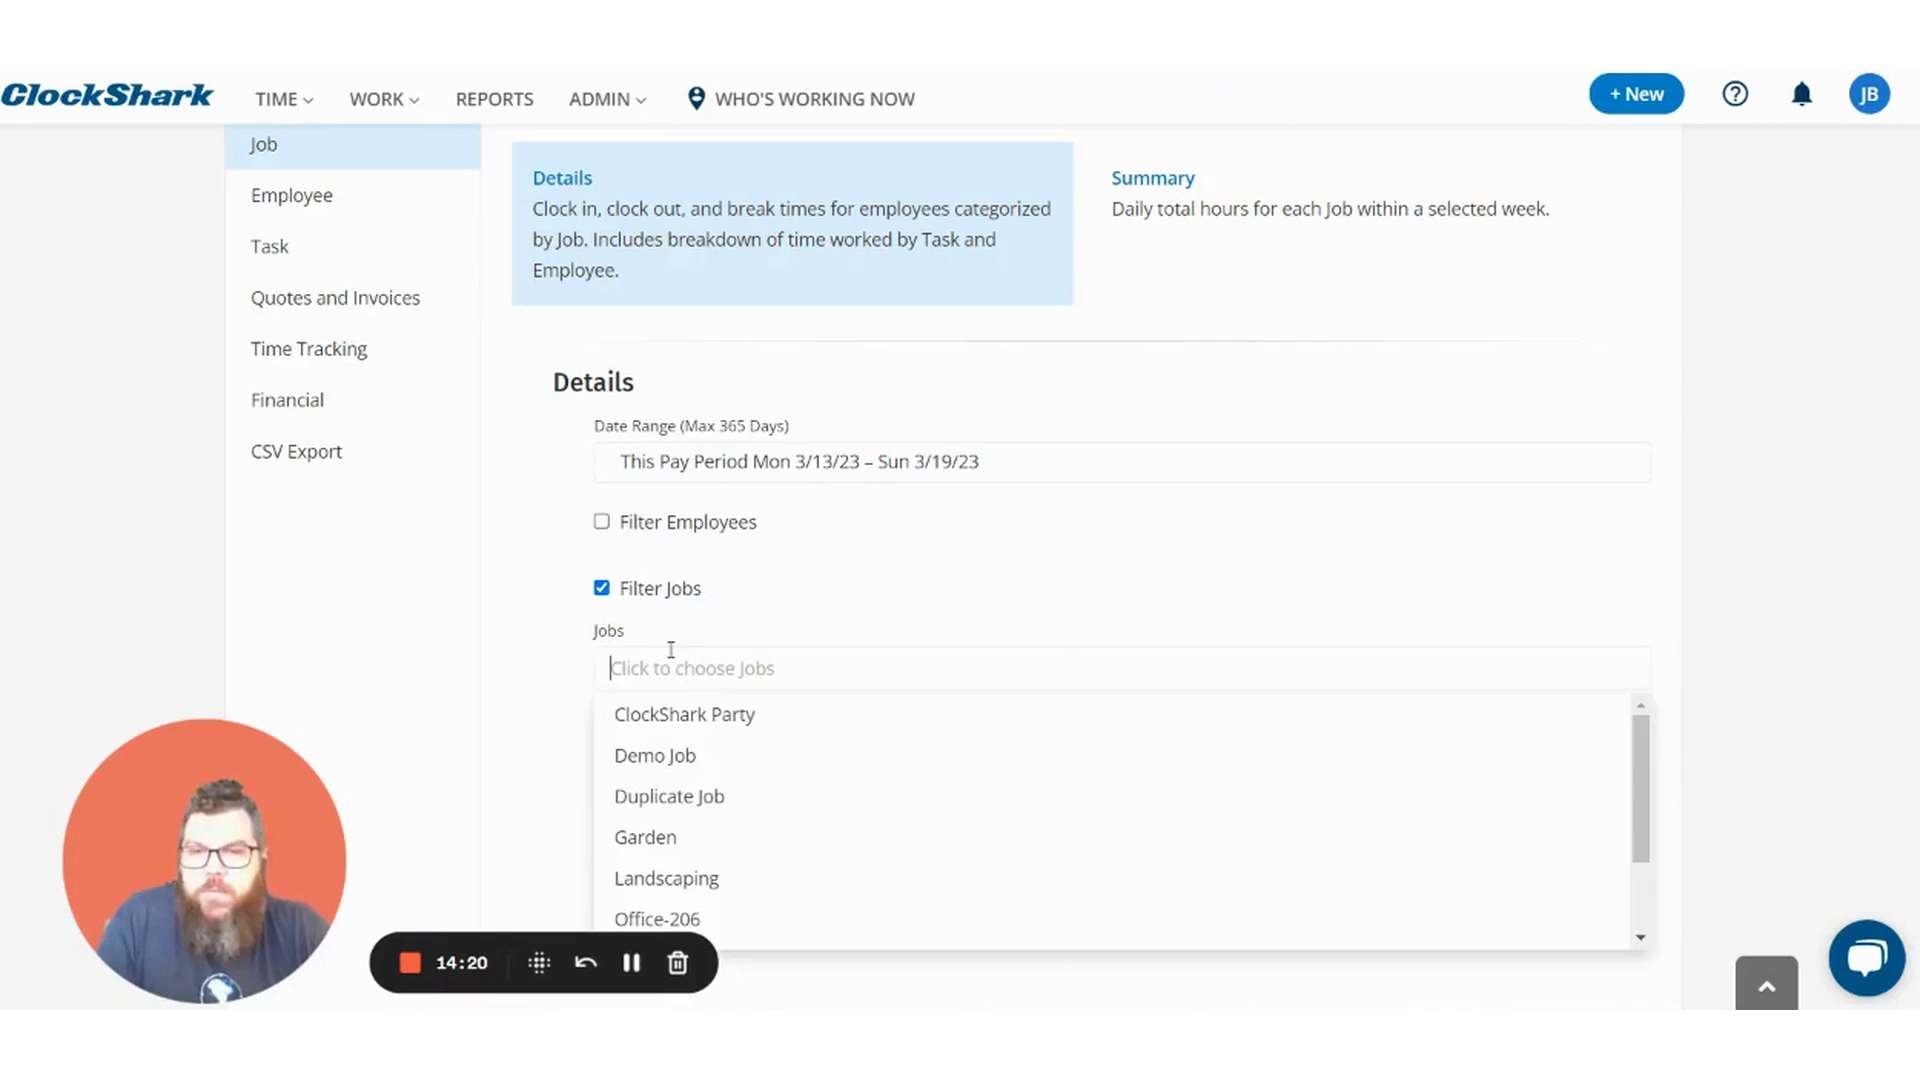 ClockShark
TIME
WORK
REPORTS
ADMIN
WHO'S WORKING NOW
+ New
JB
Job
Employee
Task
Quotes and Invoices
Time Tracking
Financial
CSV Export
Details
Clock in, clock out, and break times for employees categorized
by Job. Includes breakdown of time worked by Task and
Employee.
Summary
Daily total hours for each Job within a selected week.
Details
Date Range (Max 365 Days)
This Pay Period Mon 3/13/23 – Sun 3/19/23
Filter Employees
Filter Jobs
Jobs
Click to choose Jobs
ClockShark Party
Demo Job
Duplicate Job
Garden
Landscaping
Office-206
14:20